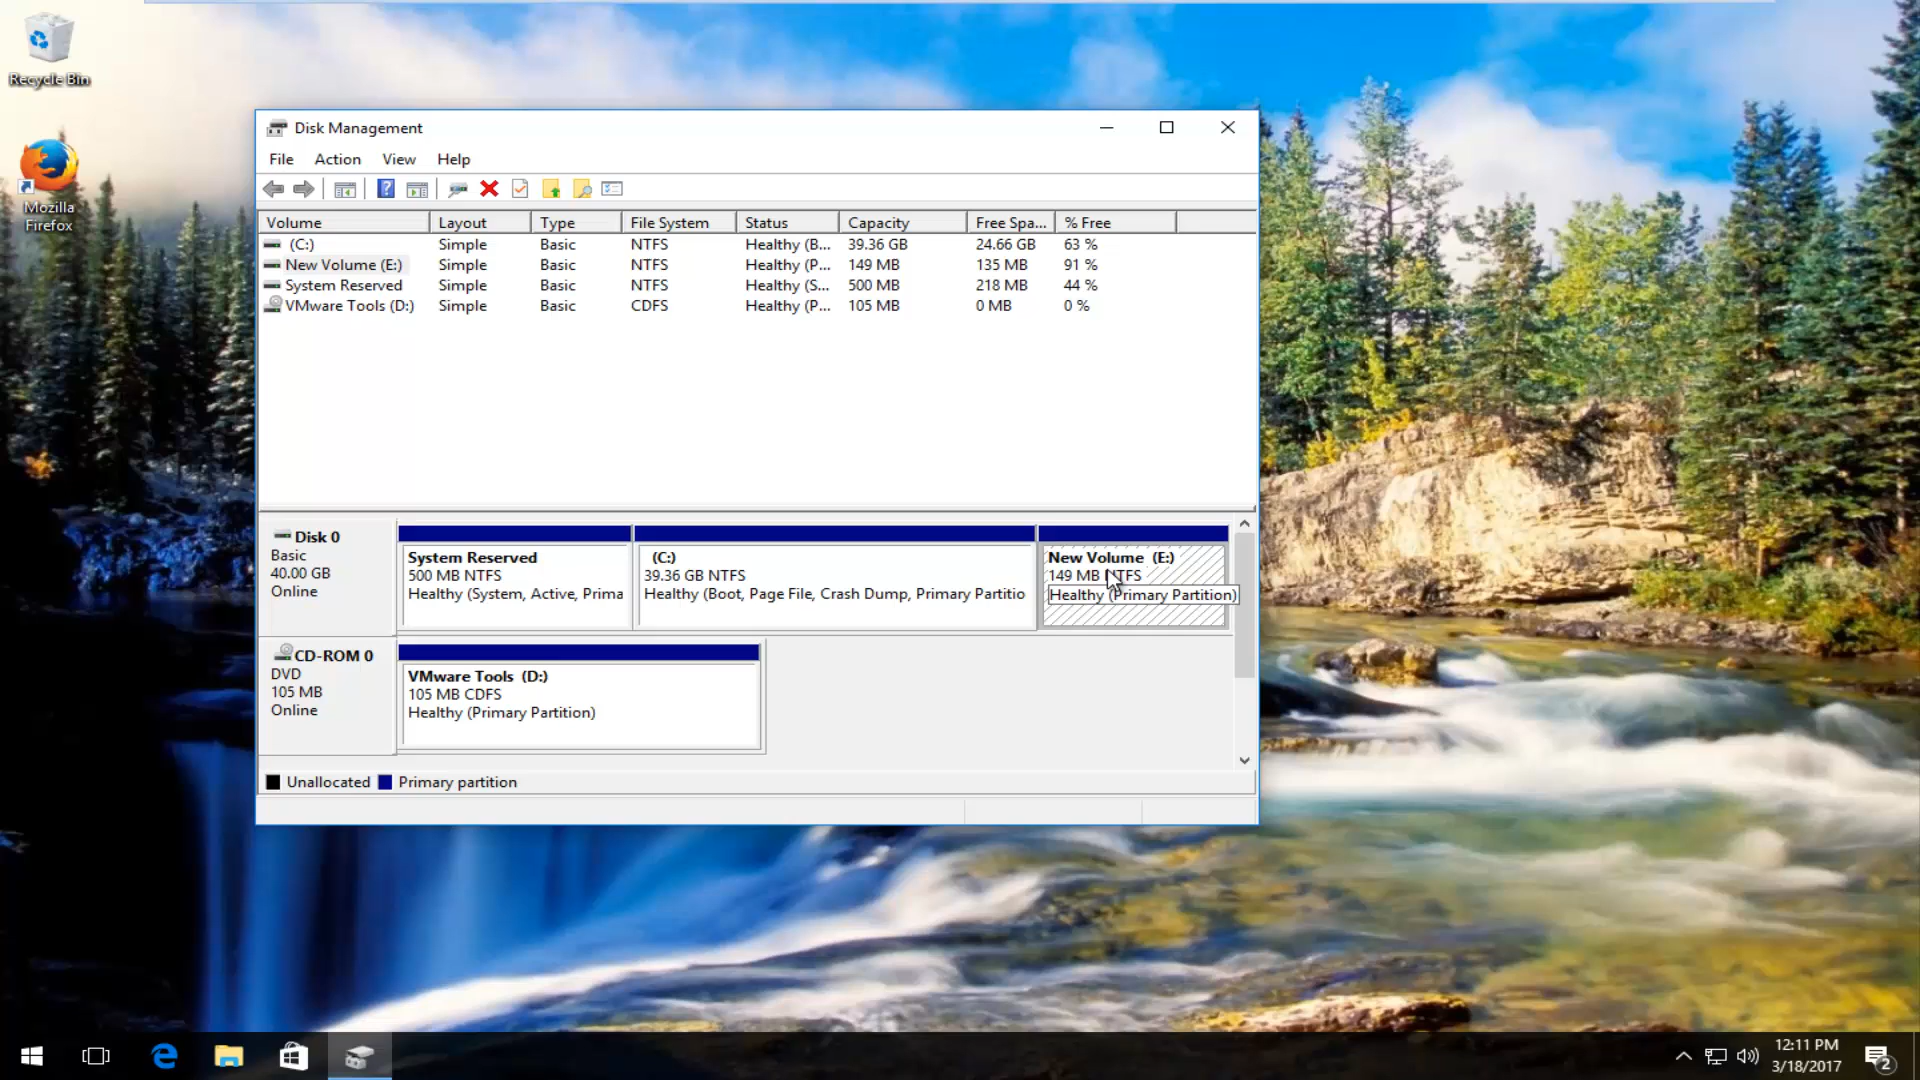 Recycle Bin
Mozilla
Firefox
Disk Management
File Action View Help
Volume Layout Type File System Status Capacity Free Spa... % Free
(C:) Simple Basic NTFS Healthy (B... 39.36 GB 24.66 GB 63 %
New Volume (E:) Simple Basic NTFS Healthy (P... 149 MB 135 MB 91 %
System Reserved Simple Basic NTFS Healthy (S... 500 MB 218 MB 44 %
VMware Tools (D:) Simple Basic CDFS Healthy (P... 105 MB 0 MB 0 %
Disk 0
Basic
40.00 GB
Online
System Reserved
500 MB NTFS
Healthy (System, Active, Prima
(C:)
39.36 GB NTFS
Healthy (Boot, Page File, Crash Dump, Primary Partitio
New Volume (E:)
149 MB NTFS
Healthy (Primary Partition)
CD-ROM 0
DVD
105 MB
Online
VMware Tools (D:)
105 MB CDFS
Healthy (Primary Partition)
Unallocated Primary partition
12:11 PM
3/18/2017
2